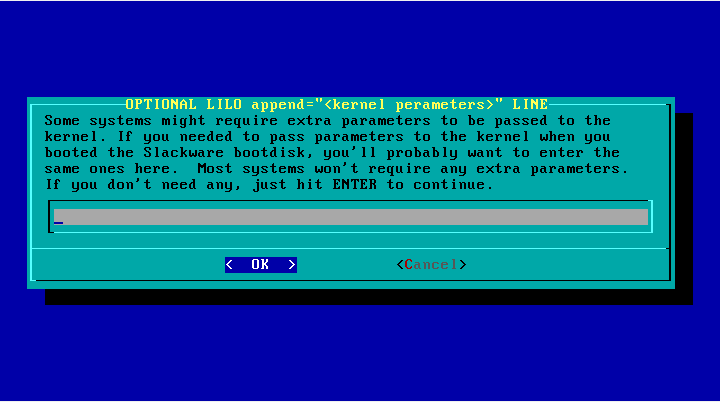 OPTIONAL LILO append="<kernel perameters>" LINE
Some systems might require extra parameters to be passed to the
kernel. If you needed to pass parameters to the kernel when you
booted the Slackware bootdisk, you'll probably want to enter the
same ones here.  Most systems won't require any extra parameters.
If you don't need any, just hit ENTER to continue.
<  OK  > <Cancel>